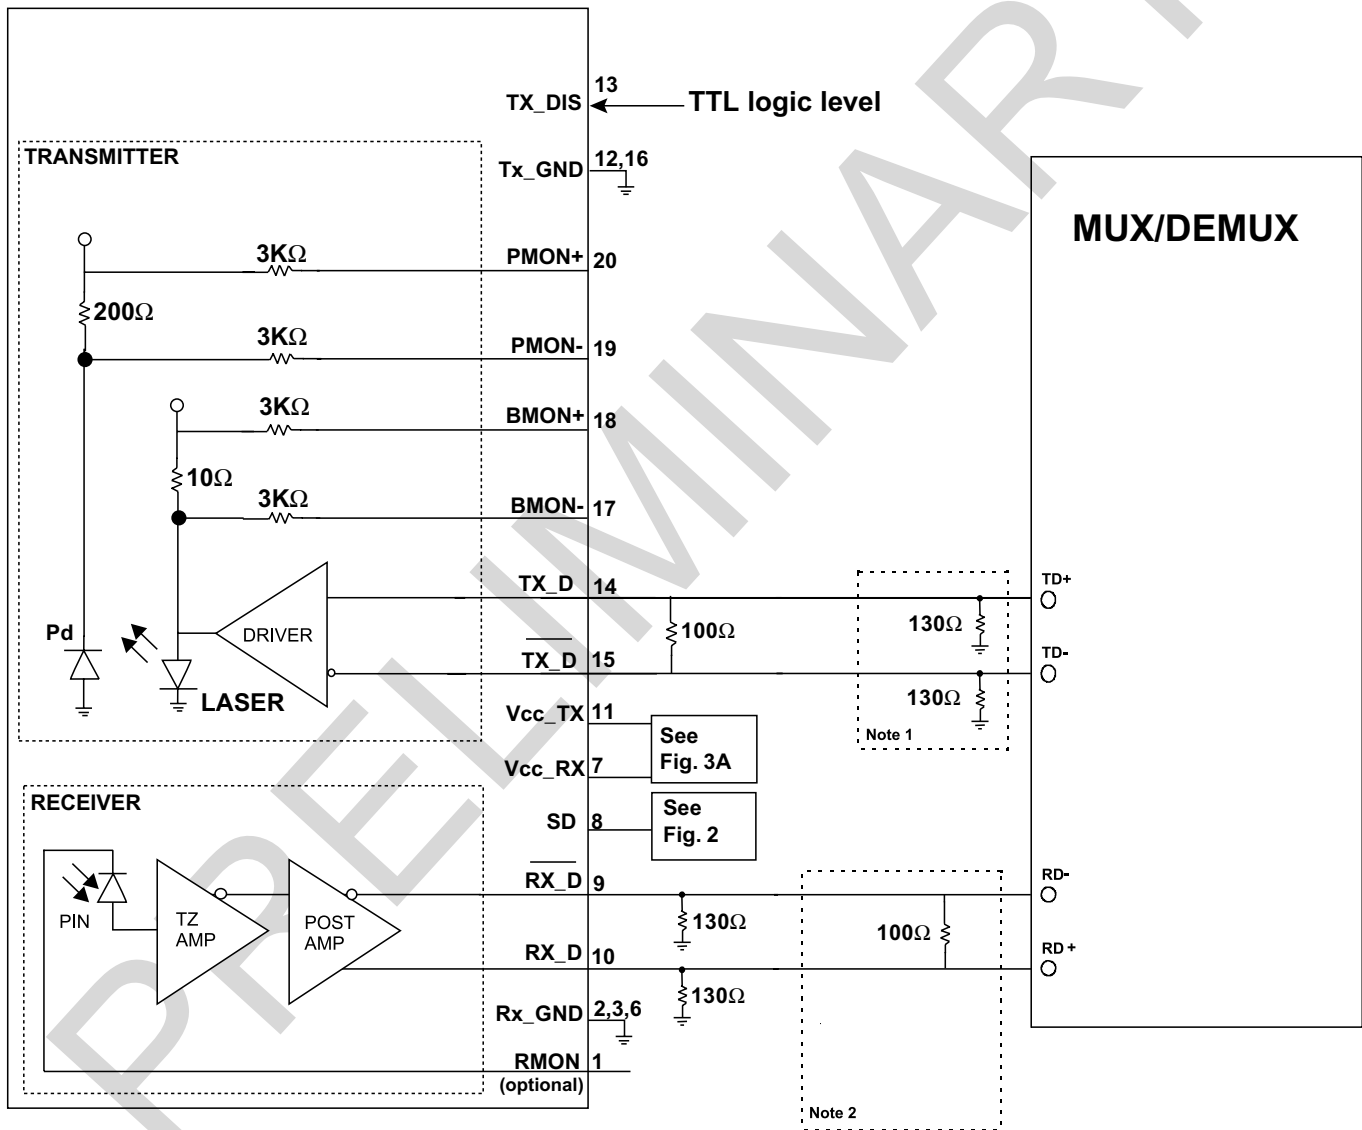 PRELIMINARY
13
TX_DIS
TTL logic level
TRANSMITTER
12,16
Tx_GND
MUX/DEMUX
3KΩ
PMON+ 20
200Ω
3KΩ
PMON- 19
3KΩ
BMON+ 18
10Ω
3KΩ
BMON- 17
TX_D 14
TD+
130Ω
Pd
DRIVER
100Ω
TX_D 15
TD-
LASER
130Ω
Vcc_TX 11
Note 1
See
Fig. 3A
Vcc_RX 7
RECEIVER
SD 8
See
Fig. 2
RX_D 9
RD-
PIN
TZ
AMP
POST
AMP
130Ω
100Ω
RX_D 10
RD +
130Ω
Rx_GND 2,3,6
RMON 1
(optional)
Note 2